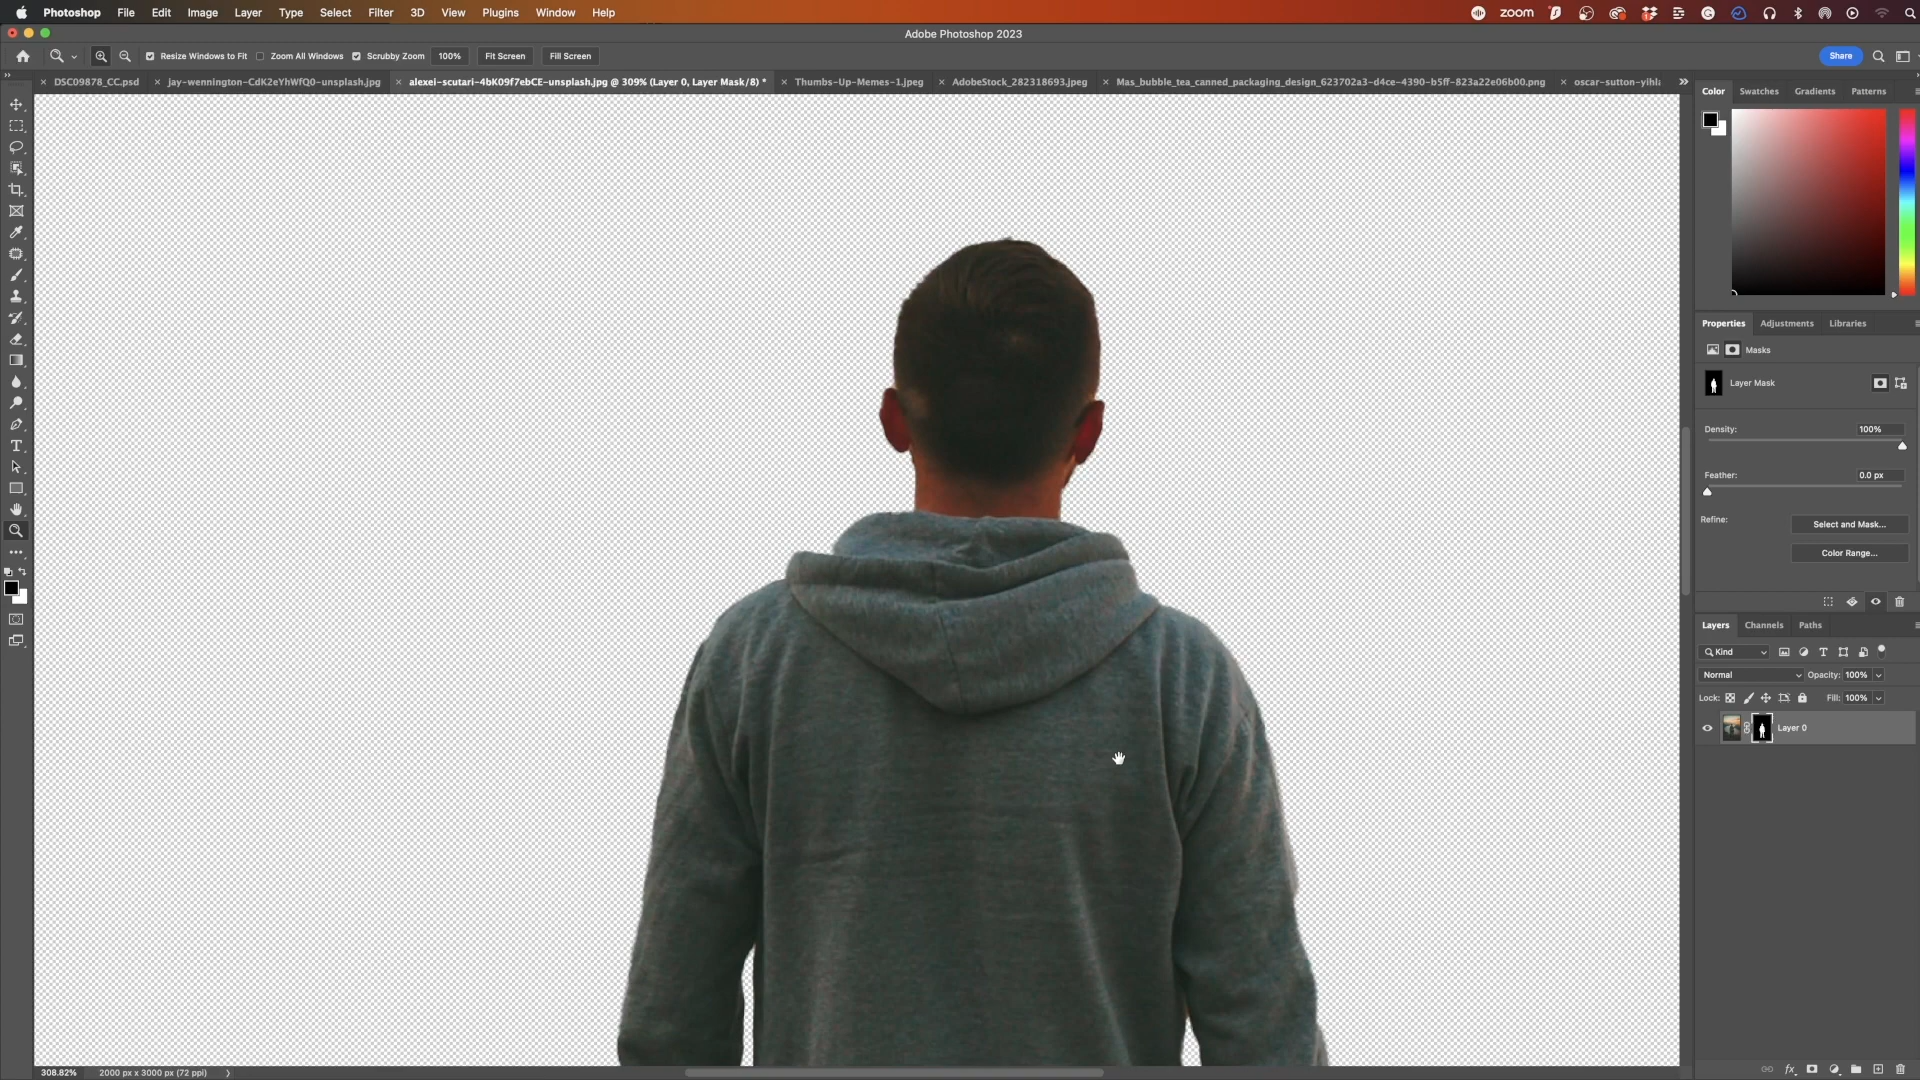 Photoshop File Edit Image Layer Type Select Filter 3D View Plugins Window Help zoom
Adobe Photoshop 2023
Resize Windows to Fit Zoom All Windows Scrubby Zoom 100% Fit Screen Fill Screen Share
DSC09878_CC.psd jay-wennington-CdK2eYhWfQ0-unsplash.jpg alexei-scutari-4bK09f7ebCE-unsplash.jpg @ 309% (Layer 0, Layer Mask/8) * Thumbs-Up-Memes-1.jpeg AdobeStock_282318693.jpeg Mas_bubble_tea_canned_packaging_design_623702a3-d4ce-4390-b5ff-823a22e06b00.png oscar-sutton-yihla
Color Swatches Gradients Patterns
Properties Adjustments Libraries
Masks
Layer Mask
Density: 100%
Feather: 0.0 px
Refine: Select and Mask...
Color Range...
Layers Channels Paths
Kind
Normal Opacity: 100%
Lock: Fill: 100%
Layer 0
308.82% 2000 px x 3000 px (72 ppi)